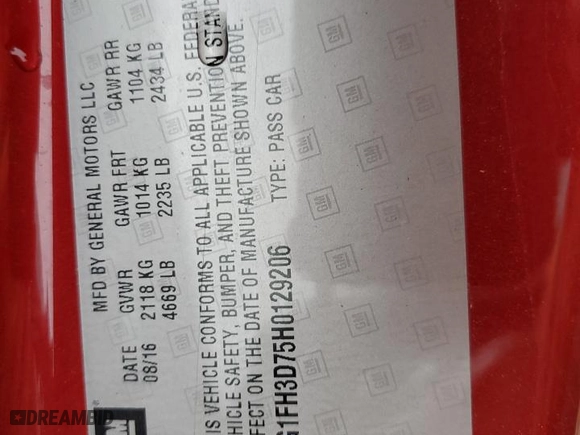 MFD BY GENERAL MOTORS LLC
DATE GVWR GAWR FRT GAWR RR
08/16 2118 KG 1014 KG 1104 KG
4669 LB 2235 LB 2434 LB
IS VEHICLE CONFORMS TO ALL APPLICABLE U.S. FEDERA
HICLE SAFETY, BUMPER, AND THEFT PREVENTION STAND
FECT ON THE DATE OF MANUFACTURE SHOWN ABOVE.
G1FH3D75H0129206 TYPE: PASS CAR
GM
DREAMBID